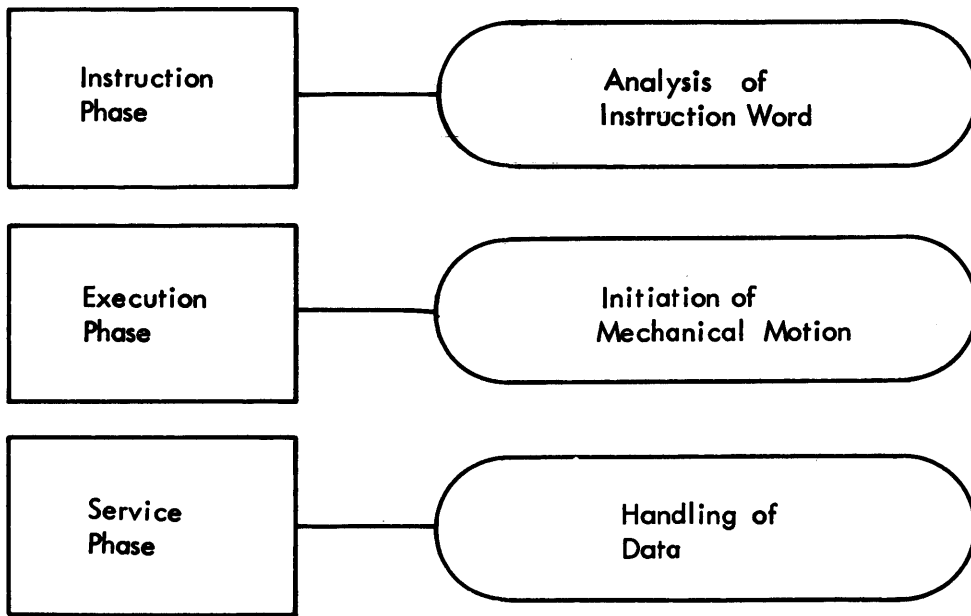 Instruction
Phase
Analysis of
Instruction Word
Execution
Phase
Initiation of
Mechanical Motion
Service
Phase
Handling of
Data